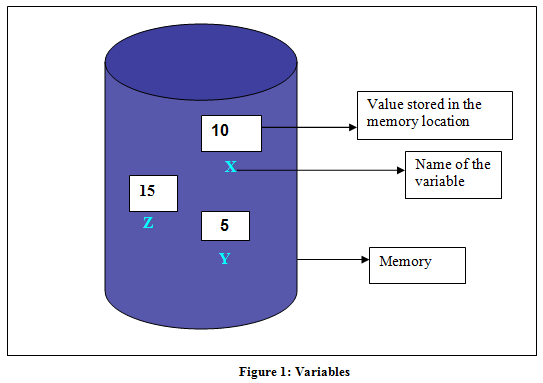 10
Value stored in the
memory location
X
Name of the
variable
15
Z
5
Y
Memory
Figure 1: Variables